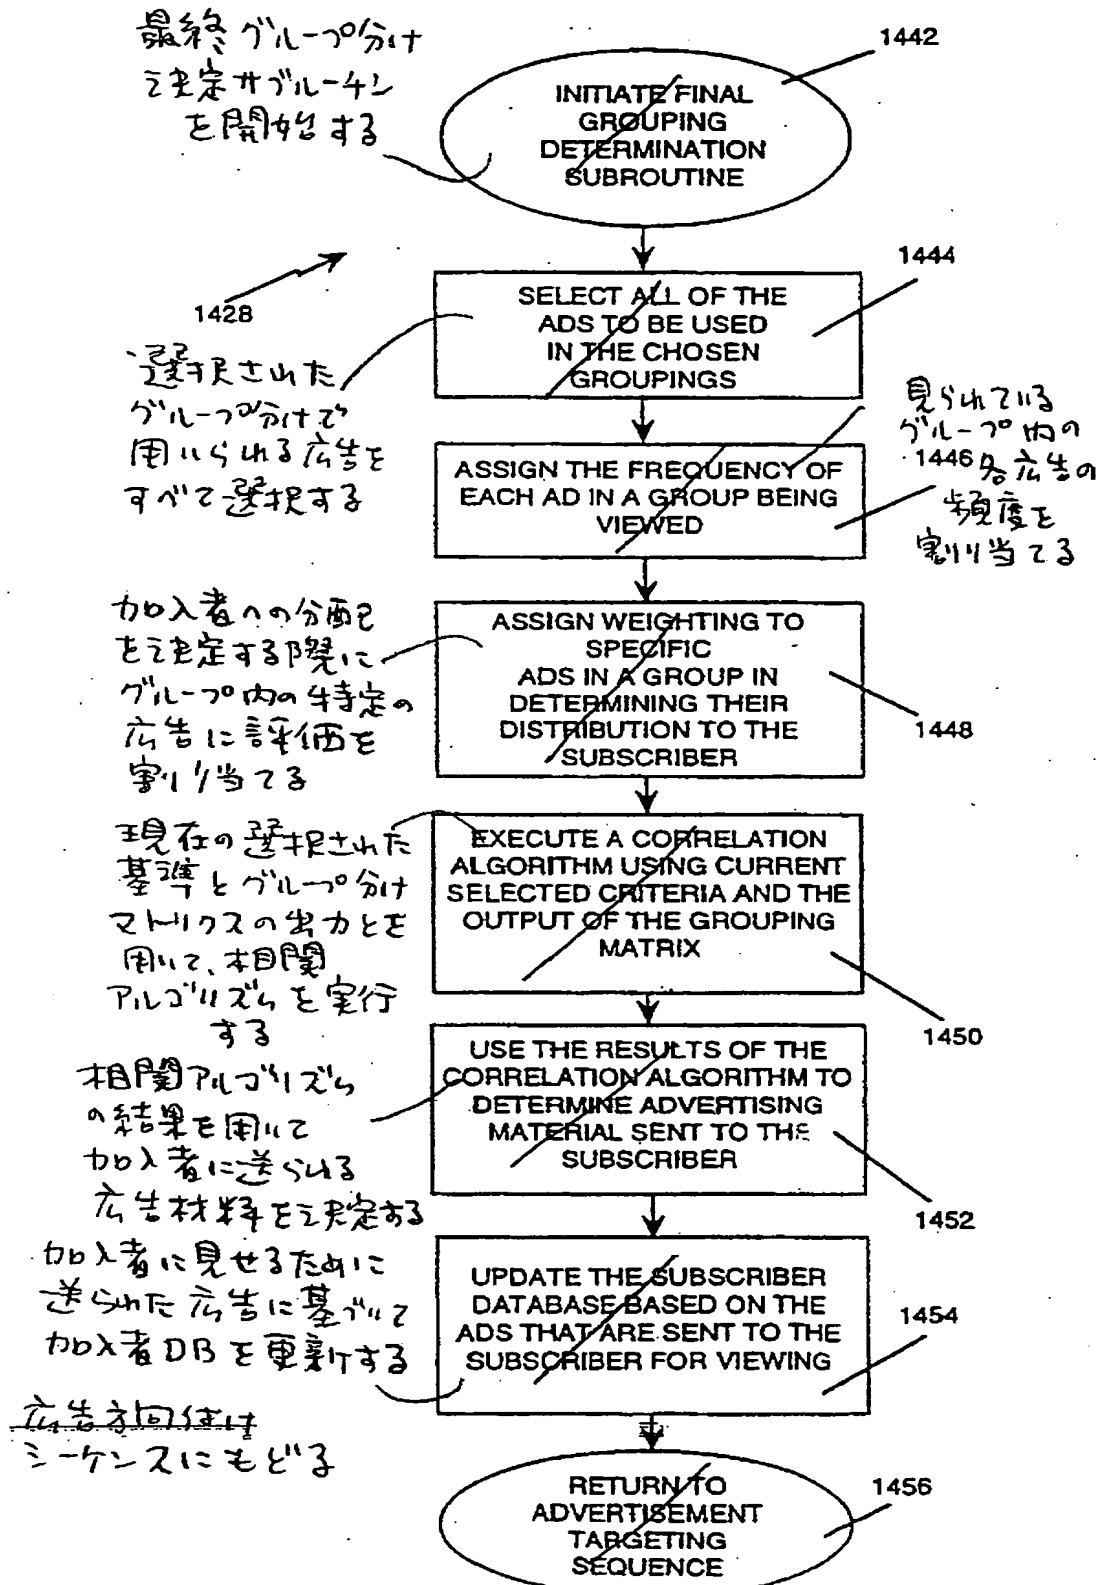 最終グループ分け
決定サブルーチン
を開始する
1442
INITIATE FINAL
GROUPING
DETERMINATION
SUBROUTINE
1428
1444
SELECT ALL OF THE
ADS TO BE USED
IN THE CHOSEN
GROUPINGS
選択された
グループ分けで
用いられる広告を
すべて選択する
見られている
グループ内の
1446 各広告の
頻度を
割り当てる
ASSIGN THE FREQUENCY OF
EACH AD IN A GROUP BEING
VIEWED
加入者への分配
を決定する際に
グループ内の特定の
広告に評価を
割り当てる
ASSIGN WEIGHTING TO
SPECIFIC
ADS IN A GROUP IN
DETERMINING THEIR
DISTRIBUTION TO THE
SUBSCRIBER
1448
現在の選択された
基準とグループ分け
マトリクスの出力とを
用いて、相関
アルゴリズムを実行
する
EXECUTE A CORRELATION
ALGORITHM USING CURRENT
SELECTED CRITERIA AND THE
OUTPUT OF THE GROUPING
MATRIX
1450
相関アルゴリズム
の結果を用いて
加入者に送られる
広告材料を決定する
USE THE RESULTS OF THE
CORRELATION ALGORITHM TO
DETERMINE ADVERTISING
MATERIAL SENT TO THE
SUBSCRIBER
1452
加入者に見せるために
送られた広告に基づいて
加入者DBを更新する
UPDATE THE SUBSCRIBER
DATABASE BASED ON THE
ADS THAT ARE SENT TO THE
SUBSCRIBER FOR VIEWING
1454
広告方向付け
シーケンスにもどる
RETURN TO
ADVERTISEMENT
TARGETING
SEQUENCE
1456